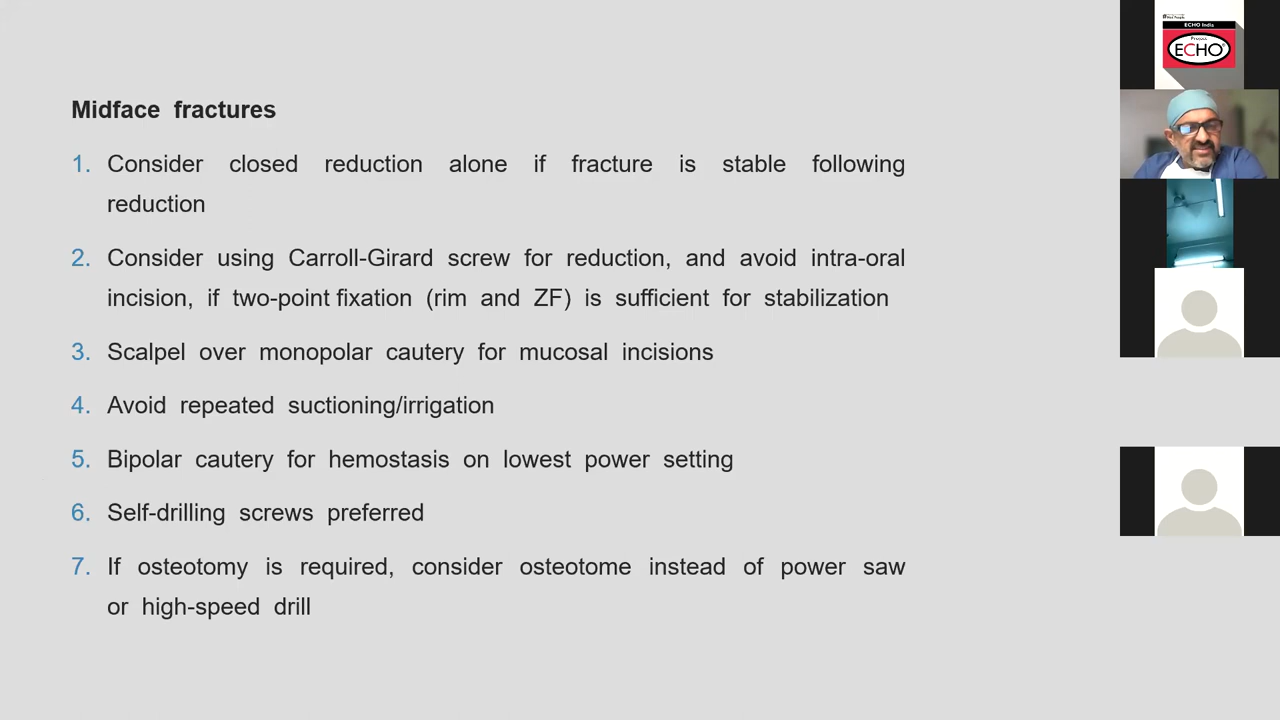 Midface fractures
1. Consider closed reduction alone if fracture is stable following
reduction
2. Consider using Carroll-Girard screw for reduction, and avoid intra-oral
incision, if two-point fixation (rim and ZF) is sufficient for stabilization
3. Scalpel over monopolar cautery for mucosal incisions
4. Avoid repeated suctioning/irrigation
5. Bipolar cautery for hemostasis on lowest power setting
6. Self-drilling screws preferred
7. If osteotomy is required, consider osteotome instead of power saw
or high-speed drill
ECHO India
Project
ECHO